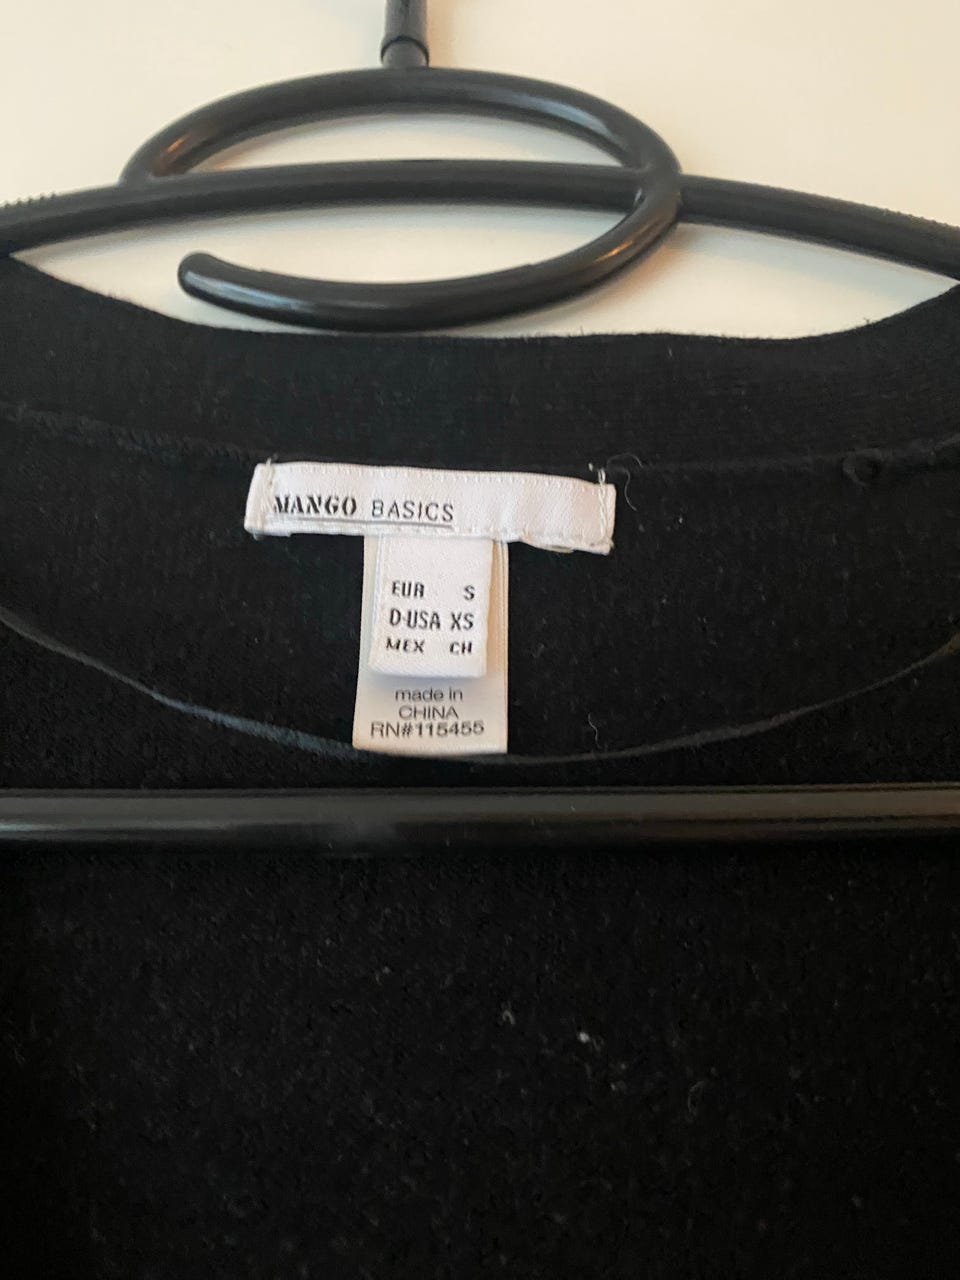 MANGO BASICS
EUR S
D-USA XS
MEX CH
made in
CHINA
RN#115455